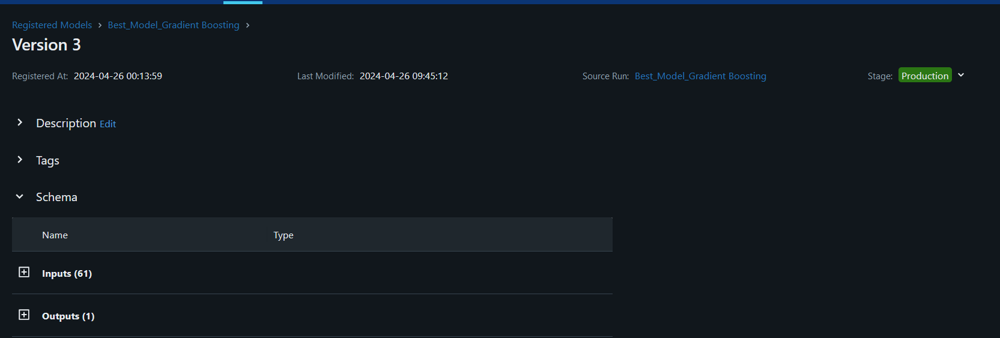 Registered Models > Best_Model_Gradient Boosting >
Version 3
Registered At: 2024-04-26 00:13:59 Last Modified: 2024-04-26 09:45:12 Source Run: Best_Model_Gradient Boosting Stage: Production
Description Edit
Tags
Schema
Name Type
Inputs (61)
Outputs (1)